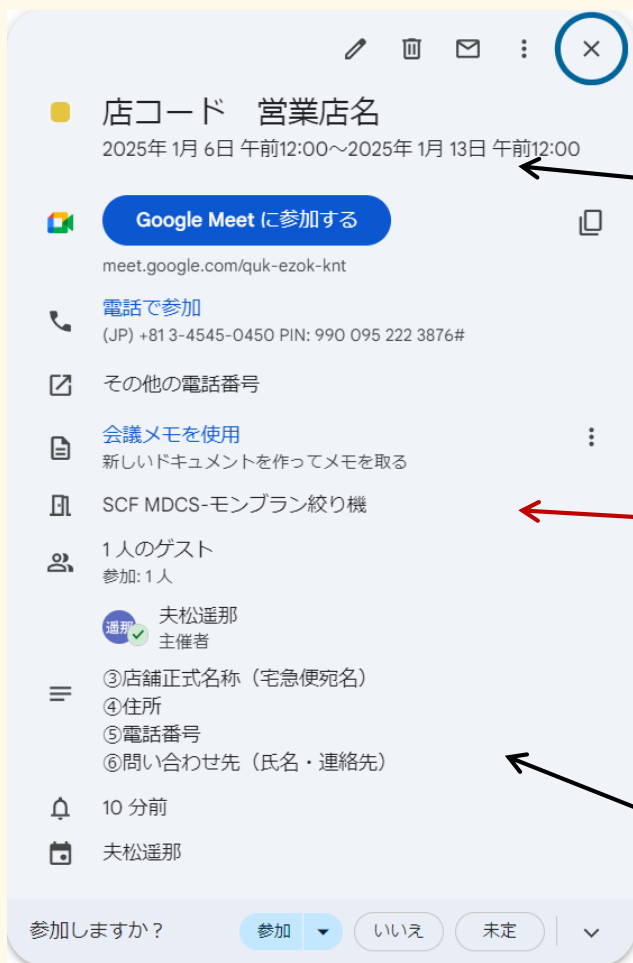 店コード　営業店名
2025年 1月 6日 午前12:00～2025年 1月 13日 午前12:00
Google Meet に参加する
meet.google.com/quk-ezok-knt
電話で参加
(JP) +81 3-4545-0450 PIN: 990 095 222 3876#
その他の電話番号
会議メモを使用
新しいドキュメントを作ってメモを取る
SCF MDCS-モンブラン絞り機
1 人のゲスト
参加: 1 人
遥那
夫松遥那
主催者
③店舗正式名称（宅急便宛名）
④住所
⑤電話番号
⑥問い合わせ先（氏名・連絡先）
10 分前
夫松遥那
参加しますか？ 参加 いいえ 未定